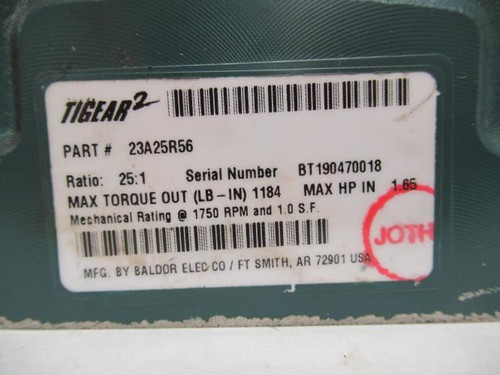 TIGEAR2
PART # 23A25R56
Ratio: 25:1 Serial Number BT190470018
MAX TORQUE OUT (LB-IN) 1184 MAX HP IN 1.65
Mechanical Rating @ 1750 RPM and 1.0 S.F.
JOTH
MFG. BY BALDOR ELEC CO / FT SMITH, AR 72901 USA